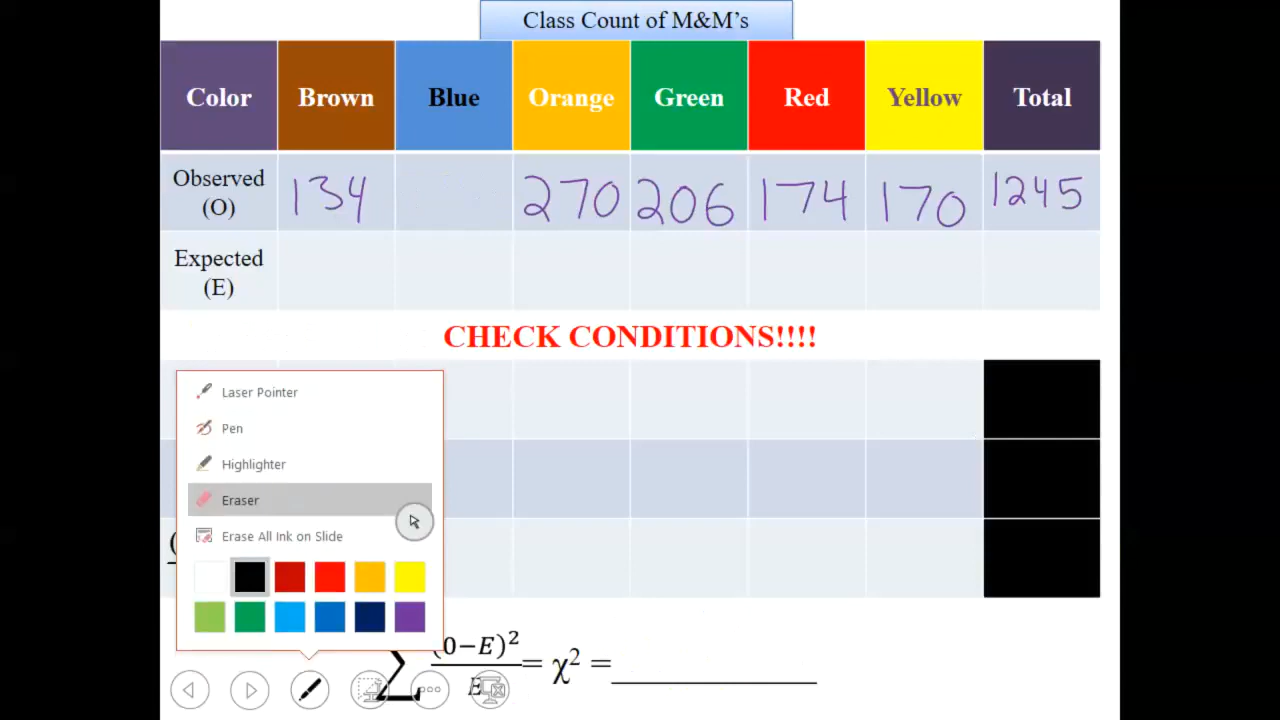 Class Count of M&M's
Color Brown Blue Orange Green Red Yellow Total
Observed (O) 134 270 206 174 170 1245
Expected (E)
CHECK CONDITIONS!!!!
Laser Pointer
Pen
Highlighter
Eraser
Erase All Ink on Slide
∑ (0−E)² / E = χ² = ______________